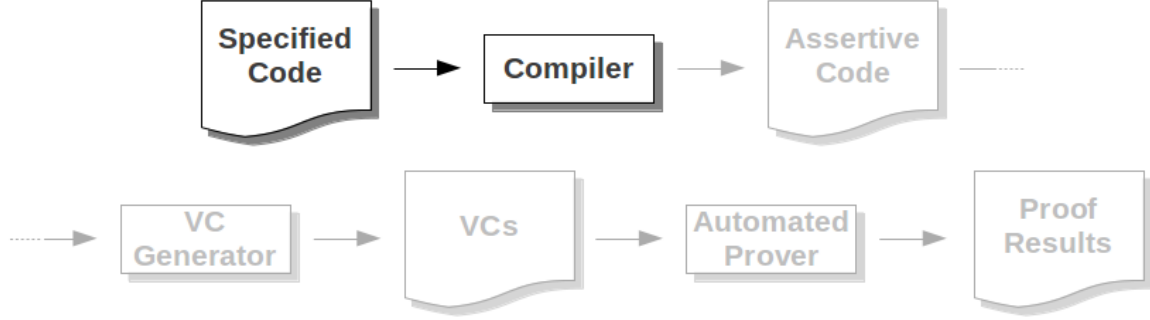 Specified
Code
Compiler
Assertive
Code
VC
Generator
VCs
Automated
Prover
Proof
Results